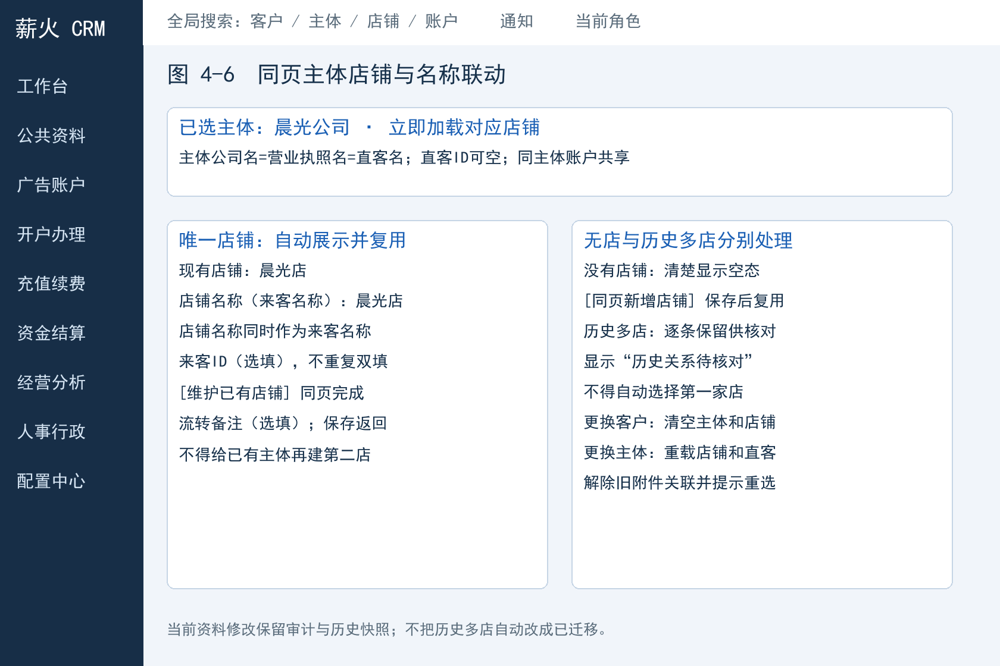 薪火 CRM
工作台
公共资料
广告账户
开户办理
充值续费
资金结算
经营分析
人事行政
配置中心
全局搜索：客户 / 主体 / 店铺 / 账户 通知 当前角色
图 4-6 同页主体店铺与名称联动
已选主体：晨光公司 · 立即加载对应店铺
主体公司名=营业执照名=直客名；直客ID可空；同主体账户共享
唯一店铺：自动展示并复用
现有店铺：晨光店
店铺名称（来客名称）：晨光店
店铺名称同时作为来客名称
来客ID（选填），不重复双填
[维护已有店铺] 同页完成
流转备注（选填）；保存返回
不得给已有主体再建第二店
无店与历史多店分别处理
没有店铺：清楚显示空态
[同页新增店铺] 保存后复用
历史多店：逐条保留供核对
显示“历史关系待核对”
不得自动选择第一家店
更换客户：清空主体和店铺
更换主体：重载店铺和直客
解除旧附件关联并提示重选
当前资料修改保留审计与历史快照；不把历史多店自动改成已迁移。